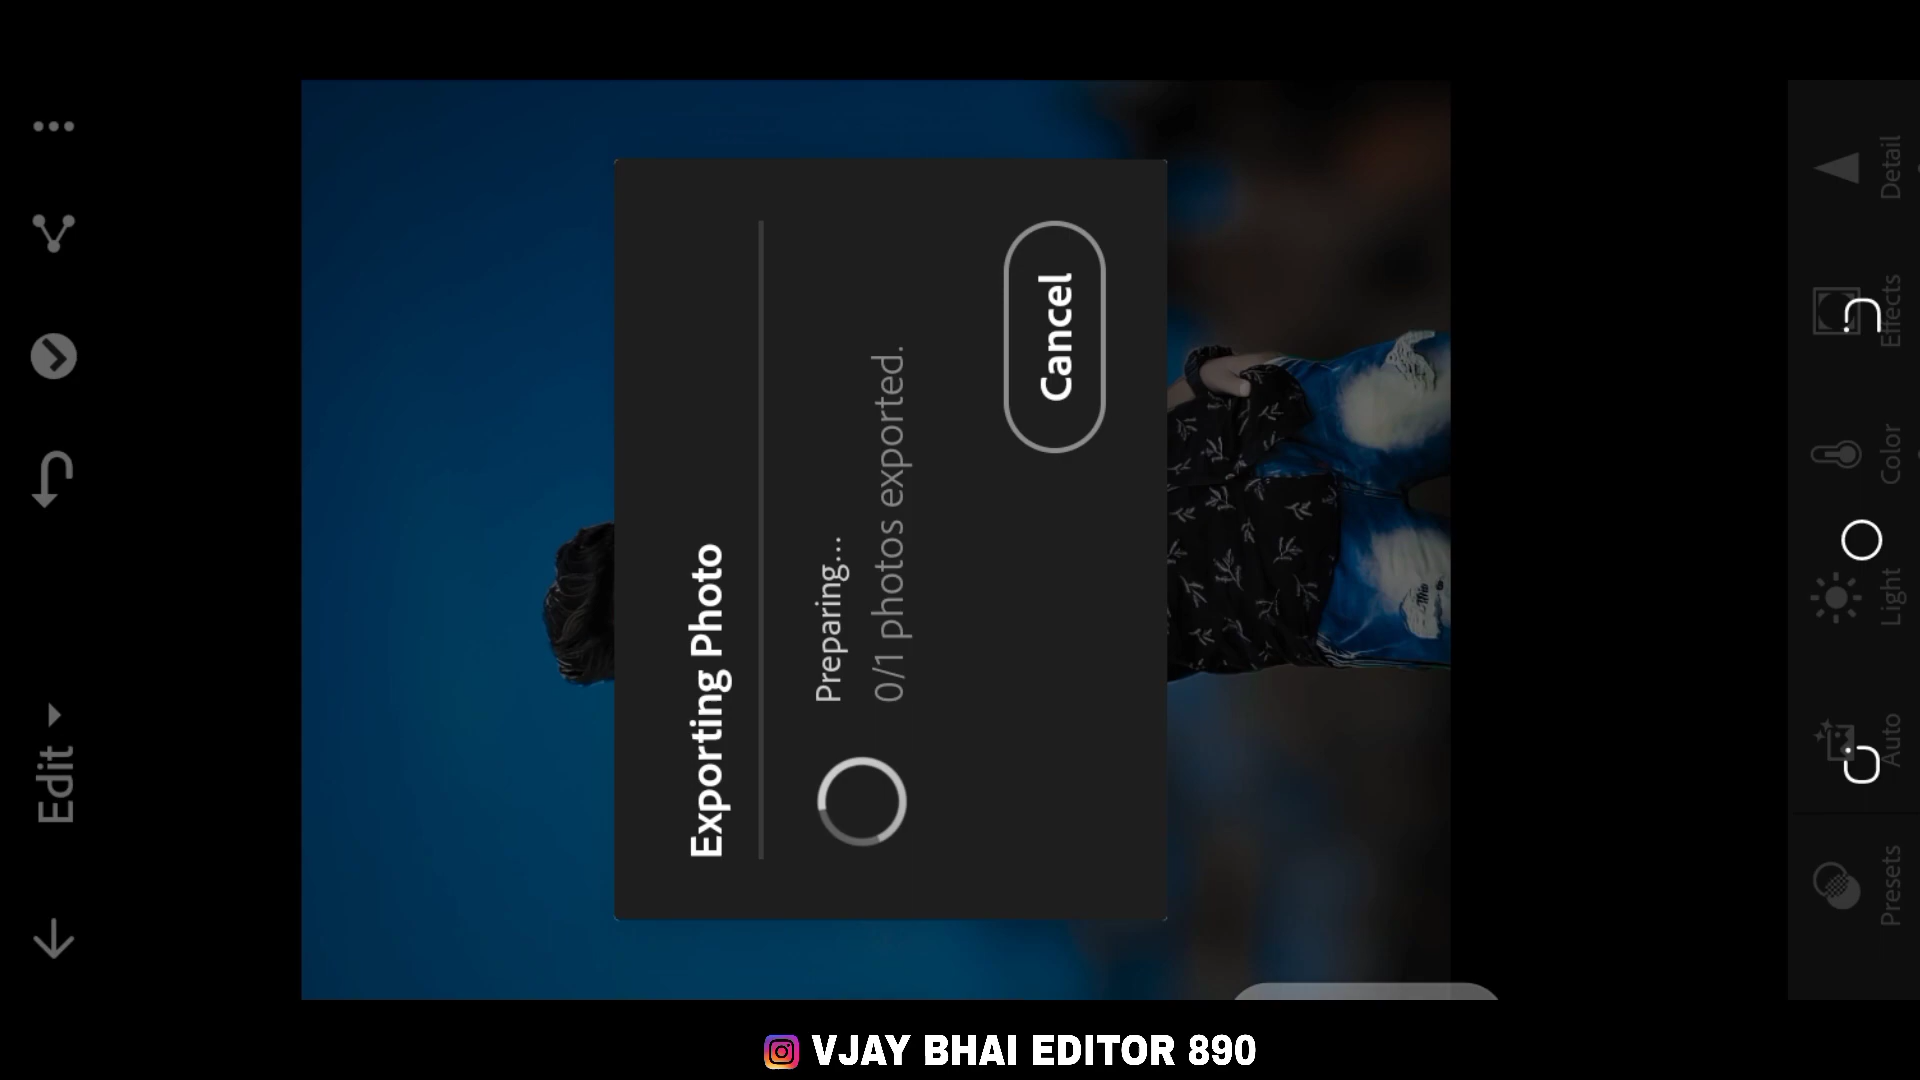 Edit
Exporting Photo
Preparing...
0/1 photos exported.
Cancel
Presets
Auto
Light
Color
Effects
Detail
VJAY BHAI EDITOR 890